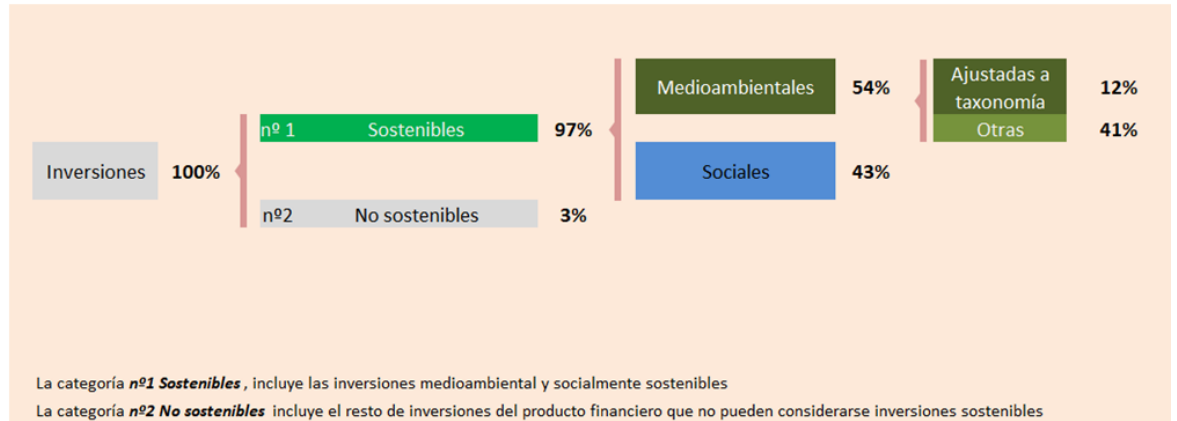 Medioambientales 54%
Ajustadas a
taxonomía 12%
nº 1 Sostenibles 97%
Otras 41%
Inversiones 100%
Sociales 43%
nº2 No sostenibles 3%
La categoría nº1 Sostenibles , incluye las inversiones medioambiental y socialmente sostenibles
La categoría nº2 No sostenibles incluye el resto de inversiones del producto financiero que no pueden considerarse inversiones sostenibles